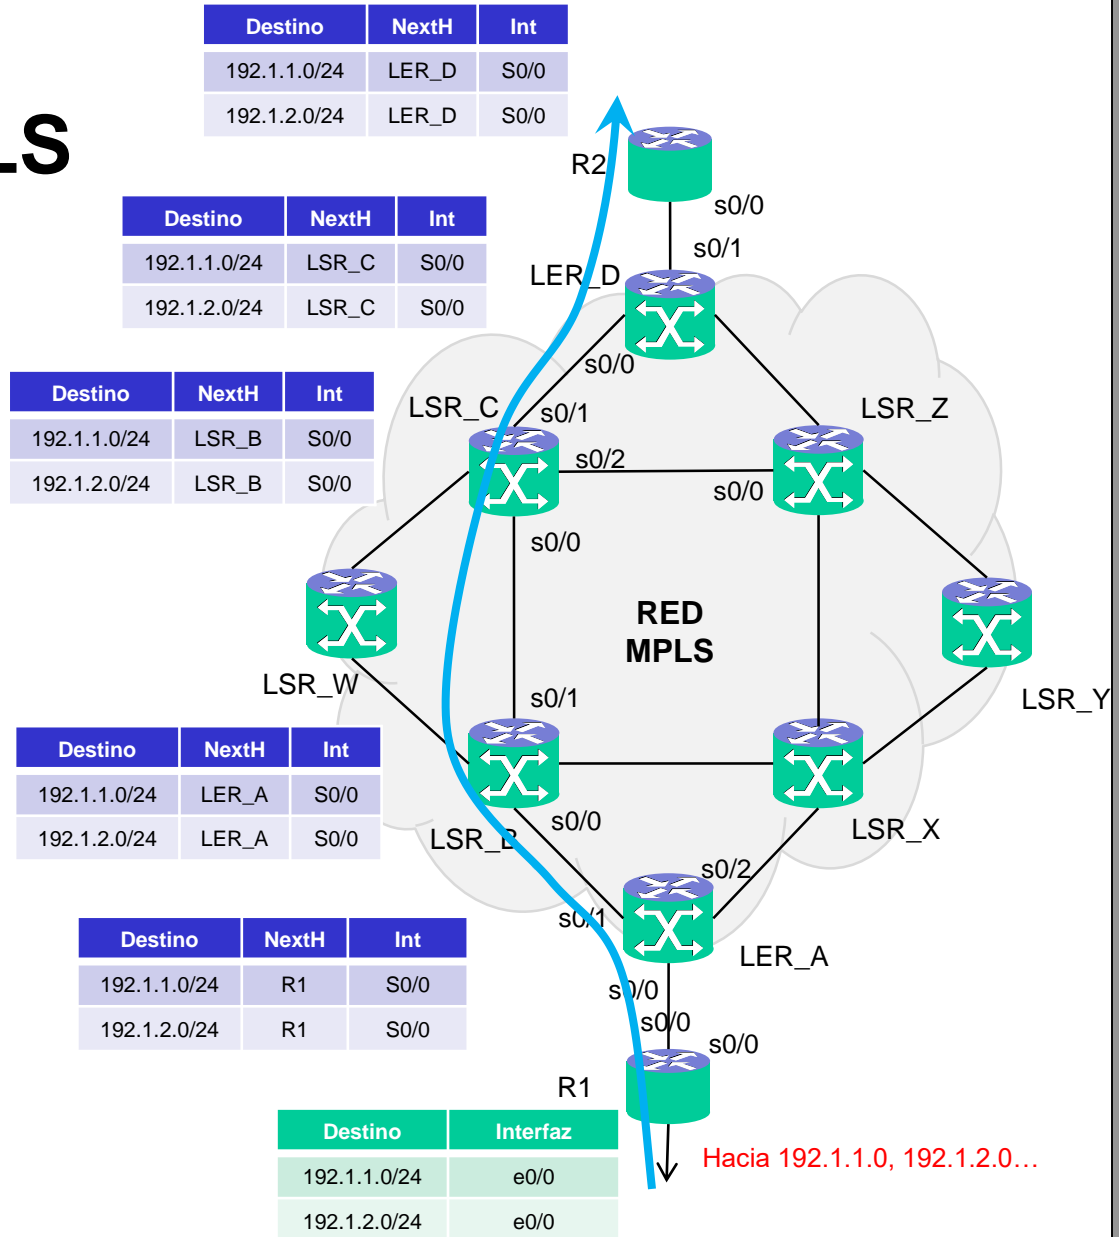 Destino NextH Int
192.1.1.0/24 LER_D S0/0
192.1.2.0/24 LER_D S0/0
LS
R2
s0/0
s0/1
Destino NextH Int
192.1.1.0/24 LSR_C S0/0
192.1.2.0/24 LSR_C S0/0
LER_D
s0/0
Destino NextH Int
192.1.1.0/24 LSR_B S0/0
192.1.2.0/24 LSR_B S0/0
LSR_C
s0/1
LSR_Z
s0/2
s0/0
s0/0
RED
MPLS
LSR_W
LSR_Y
s0/1
Destino NextH Int
192.1.1.0/24 LER_A S0/0
192.1.2.0/24 LER_A S0/0
s0/0
LSR_B
LSR_X
s0/2
s0/1
LER_A
Destino NextH Int
192.1.1.0/24 R1 S0/0
192.1.2.0/24 R1 S0/0
s0/0
s0/0
s0/0
R1
Destino Interfaz
192.1.1.0/24 e0/0
192.1.2.0/24 e0/0
Hacia 192.1.1.0, 192.1.2.0…